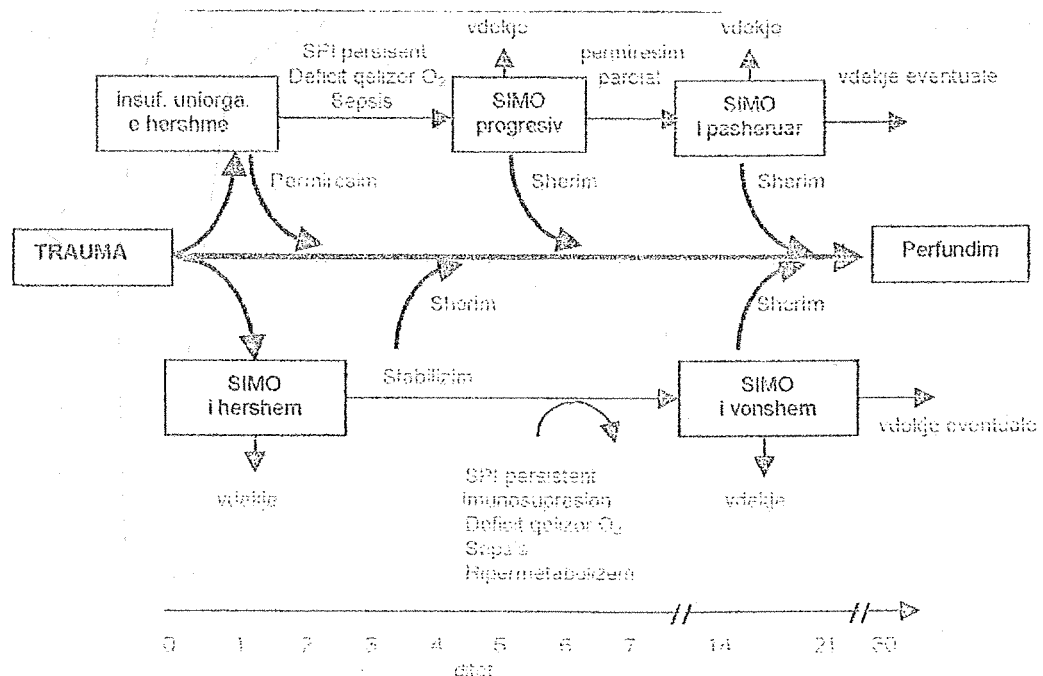 vdekje
vdekje
SPI persisent
Deficit qelizor O₂
Sepsis
permiresim
parcial
vdekje eventuale
insuf. uniorga.
e hershme
SIMO
progresiv
SIMO
i pasheruar
Permiresim
Sherim
Sherim
TRAUMA
Perfundim
Sherim
Sherim
SIMO
i hershem
Stabilizim
SIMO
i vonshem
vdekje eventuale
vdekje
SPI persistent
imunosupresion
Deficit qelizor O₂
Sepsis
Hipermetabolizem
vdekje
0 1 2 3 4 5 6 7 14 21 30
ditet